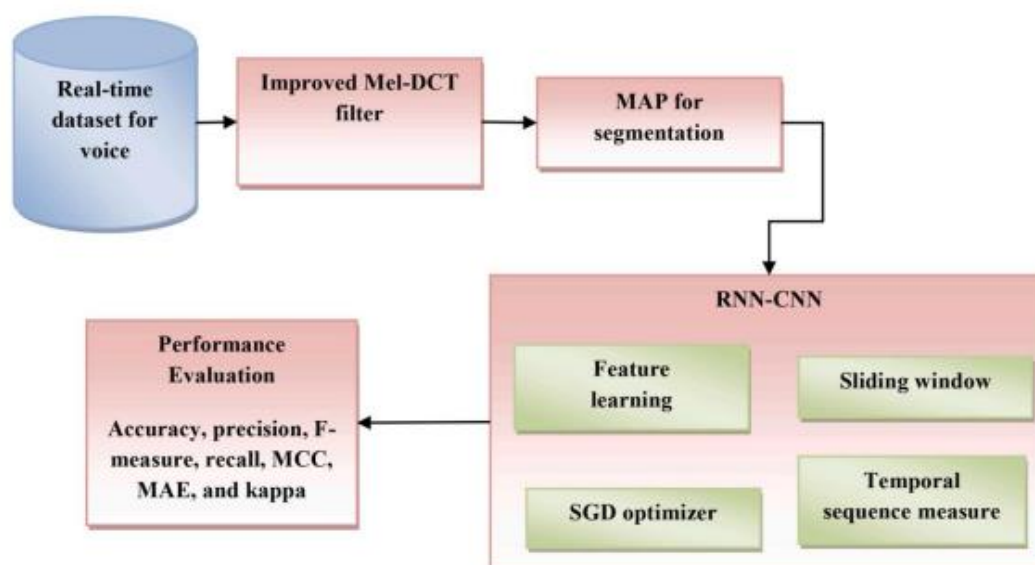 Real-time
dataset for
voice
Improved Mel-DCT
filter
MAP for
segmentation
RNN-CNN
Feature
learning
Sliding window
SGD optimizer
Temporal
sequence measure
Performance
Evaluation
Accuracy, precision, F-
measure, recall, MCC,
MAE, and kappa